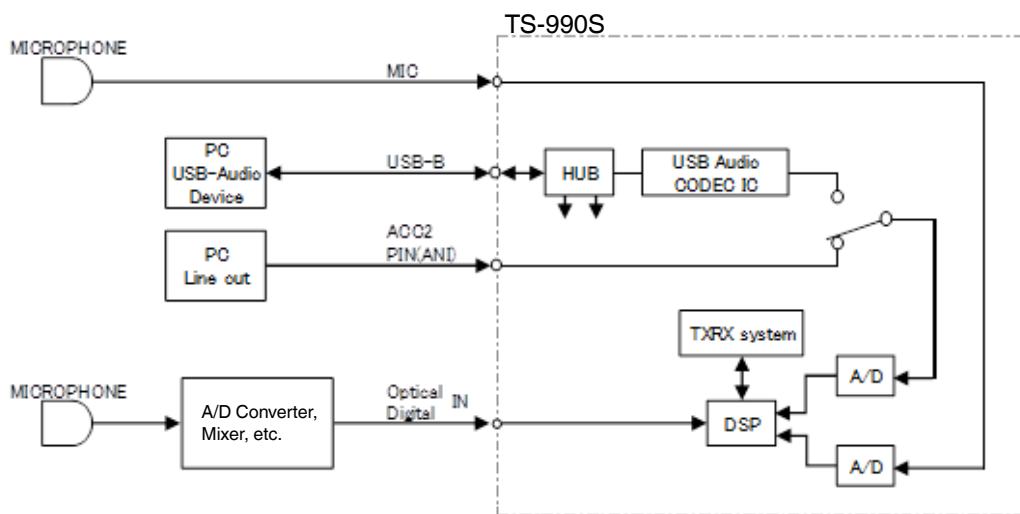 TS-990S
MICROPHONE
MIC
PC
USB-Audio
Device
USB-B
HUB
USB Audio
CODEC IC
PC
Line out
ACC2
PIN(ANI)
TXRX system
MICROPHONE
A/D Converter,
Mixer, etc.
Optical
Digital
IN
DSP
A/D
A/D